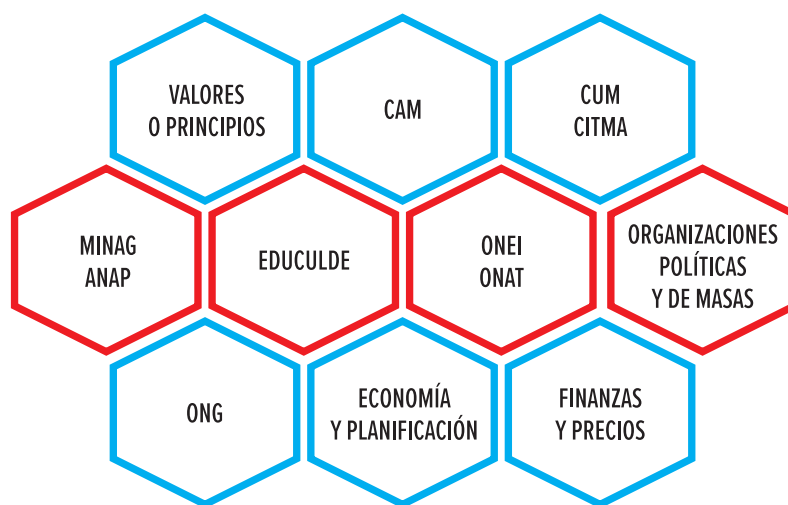 VALORES
O PRINCIPIOS
CAM
CUM
CITMA
MINAG
ANAP
EDUCULDE
ONEI
ONAT
ORGANIZACIONES
POLÍTICAS
Y DE MASAS
ONG
ECONOMÍA
Y PLANIFICACIÓN
FINANZAS
Y PRECIOS